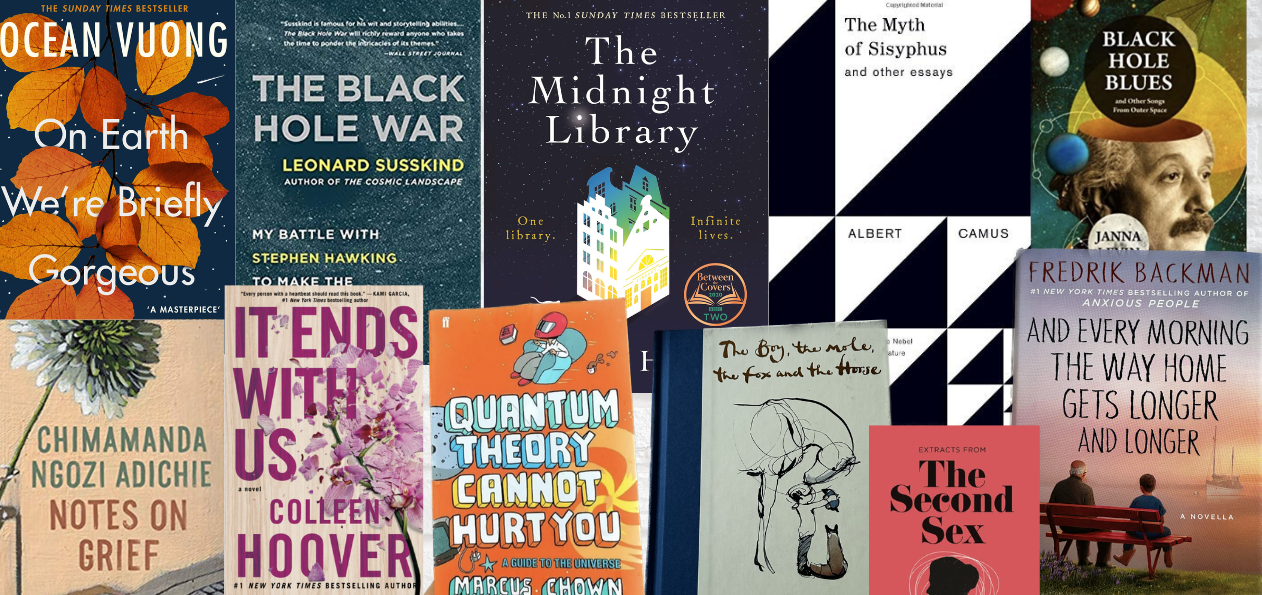 THE SUNDAY TIMES BESTSELLER
OCEAN VUONG
On Earth
We're Briefly
Gorgeous
'A MASTERPIECE'
"Susskind is famous for his wit and storytelling abilities...
The Black Hole War will richly reward anyone who takes
the time to ponder the intricacies of its themes."
—WALL STREET JOURNAL
THE BLACK
HOLE WAR
LEONARD SUSSKIND
AUTHOR OF THE COSMIC LANDSCAPE
MY BATTLE WITH
STEPHEN HAWKING
TO MAKE THE
THE No.1 SUNDAY TIMES BESTSELLER
The
Midnight
Library
One
library.
Infinite
lives.
Between
the Covers
2020
BBC
TWO
H
Copyrighted Material
The Myth
of Sisyphus
and other essays
ALBERT
CAMUS
Nobel
BLACK
HOLE
BLUES
and Other Songs
From Outer Space
JANNA
CHIMAMANDA
NGOZI ADICHIE
NOTES ON
GRIEF
"Every person with a heartbeat should read this book." —KAMI GARCIA,
#1 New York Times bestselling author
IT ENDS
WITH
US
a novel
COLLEEN
HOOVER
#1 NEW YORK TIMES BESTSELLING AUTHOR
ff
QUANTUM
THEORY
CANNOT
HURT YOU
A GUIDE TO THE UNIVERSE
MARCUS CHOWN
The Boy, the mole,
the fox and the Horse
EXTRACTS FROM
The
Second
Sex
FREDRIK BACKMAN
#1 NEW YORK TIMES BESTSELLING AUTHOR OF
ANXIOUS PEOPLE
AND EVERY MORNING
THE WAY HOME
GETS LONGER
AND LONGER
A NOVELLA